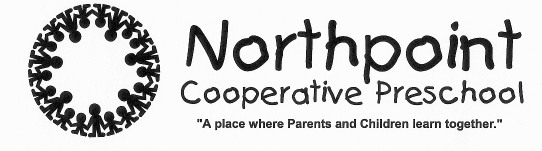 Northpoint
Cooperative Preschool
"A place where Parents and Children learn together."